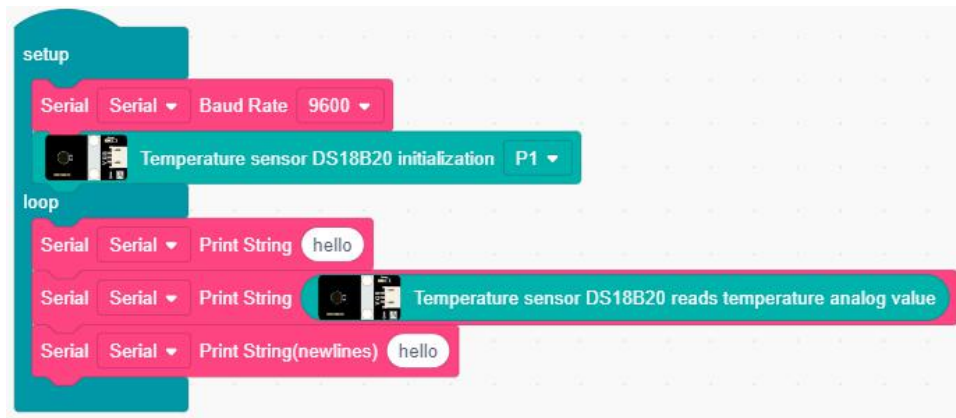 setup
Serial Serial Baud Rate 9600
Temperature sensor DS18B20 initialization P1
loop
Serial Serial Print String hello
Serial Serial Print String Temperature sensor DS18B20 reads temperature analog value
Serial Serial Print String(newlines) hello